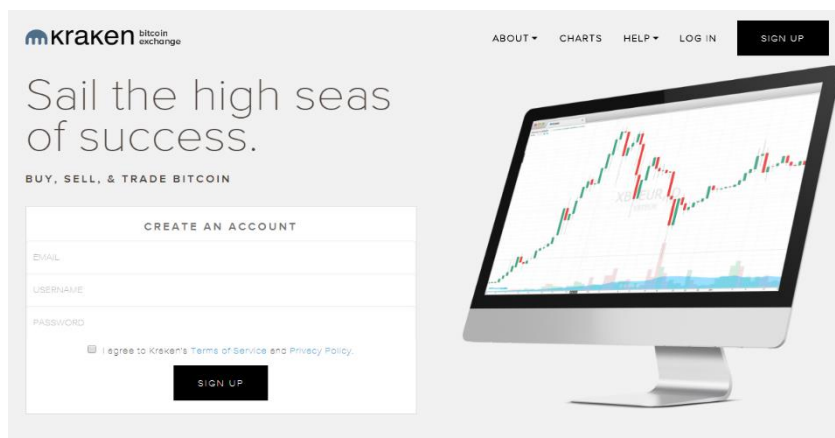 kraken bitcoin exchange
ABOUT CHARTS HELP LOG IN SIGN UP
Sail the high seas
of success.
BUY, SELL, & TRADE BITCOIN
CREATE AN ACCOUNT
EMAIL
USERNAME
PASSWORD
I agree to Kraken's Terms of Service and Privacy Policy.
SIGN UP